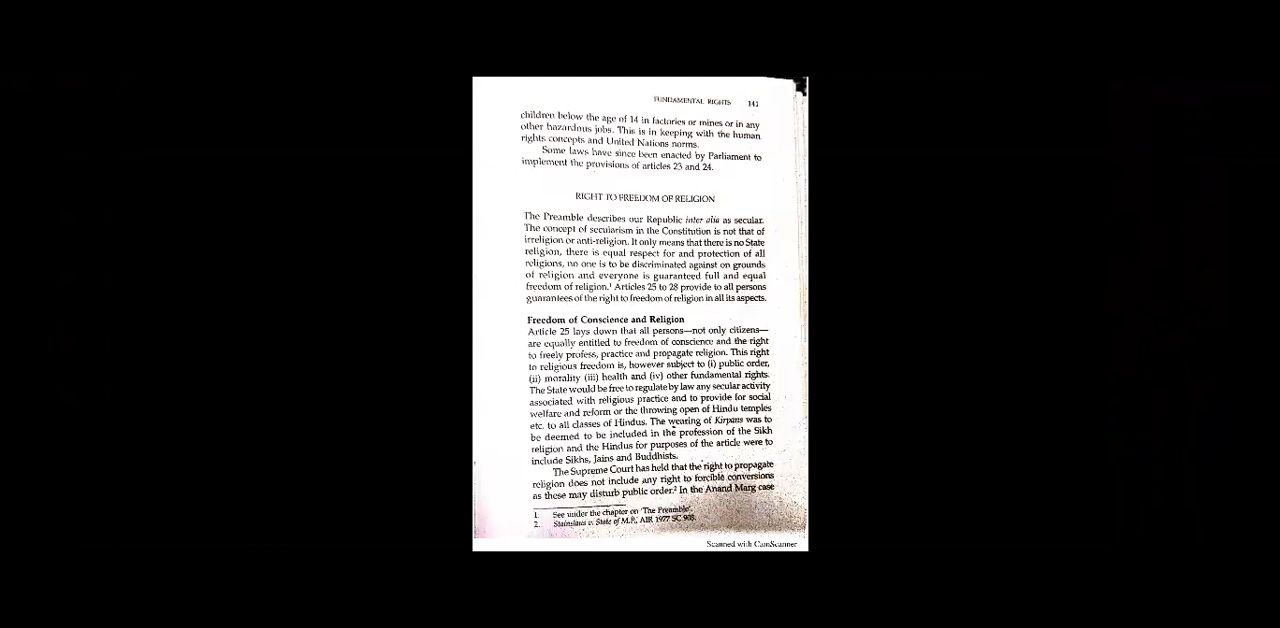 FUNDAMENTAL RIGHTS 141
children below the age of 14 in factories or mines or in any
other hazardous jobs. This is in keeping with the human
rights concepts and United Nations norms.
Some laws have since been enacted by Parliament to
implement the provisions of articles 23 and 24.
RIGHT TO FREEDOM OF RELIGION
The Preamble describes our Republic inter alia as secular.
The concept of secularism in the Constitution is not that of
irreligion or anti-religion. It only means that there is no State
religion, there is equal respect for and protection of all
religions, no one is to be discriminated against on grounds
of religion and everyone is guaranteed full and equal
freedom of religion.¹ Articles 25 to 28 provide to all persons
guarantees of the right to freedom of religion in all its aspects.
Freedom of Conscience and Religion
Article 25 lays down that all persons—not only citizens—
are equally entitled to freedom of conscience and the right
to freely profess, practice and propagate religion. This right
to religious freedom is, however subject to (i) public order,
(ii) morality (iii) health and (iv) other fundamental rights.
The State would be free to regulate by law any secular activity
associated with religious practice and to provide for social
welfare and reform or the throwing open of Hindu temples
etc. to all classes of Hindus. The wearing of Kirpans was to
be deemed to be included in the profession of the Sikh
religion and the Hindus for purposes of the article were to
include Sikhs, Jains and Buddhists.
The Supreme Court has held that the right to propagate
religion does not include any right to forcible conversions
as these may disturb public order.² In the Anand Marg case
1. See under the chapter on 'The Preamble'.
2. Stainislaus v. State of M.P., AIR 1977 SC 908.
Scanned with CamScanner